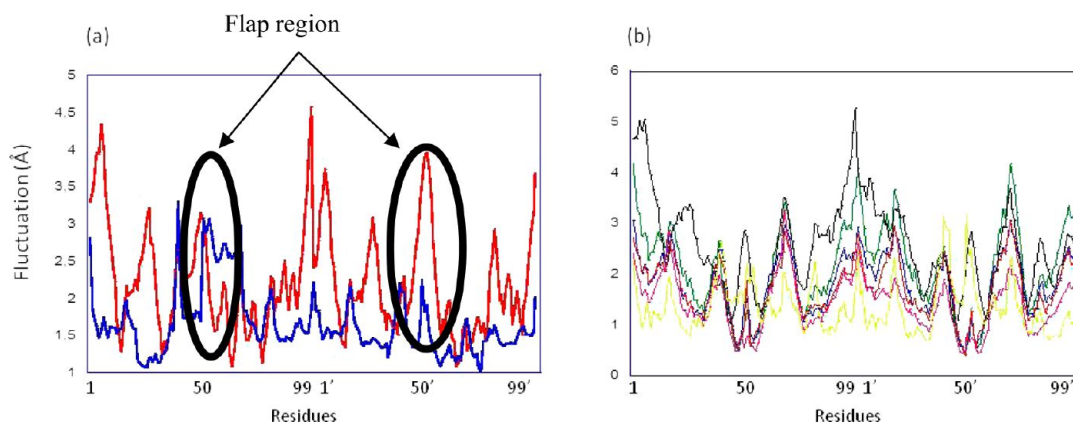 Flap region
(a)
5
4.5
4
3.5
3
2.5
2
1.5
1
Fluctuation (Å)
1 50 99 1′ 50′ 99′
Residues
(b)
6
5
4
3
2
1
0
1 50 99 1′ 50′ 99′
Residues